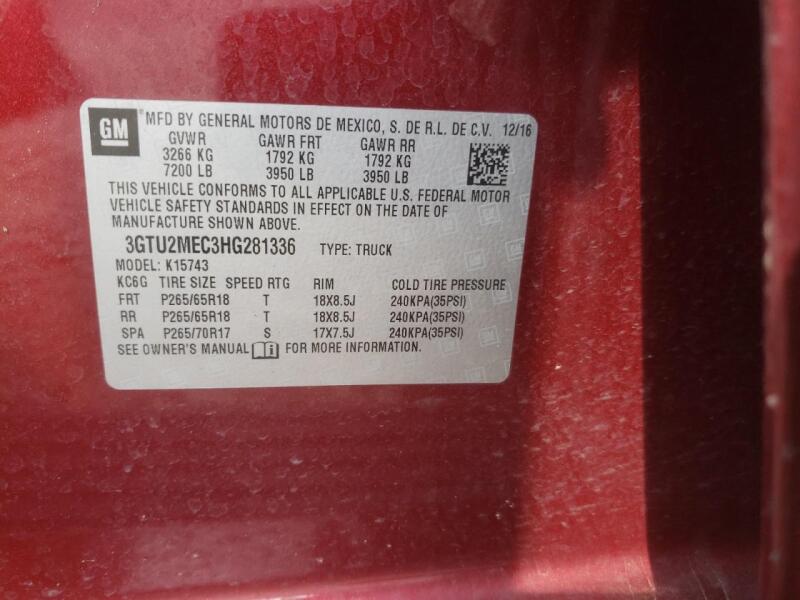 GM MFD BY GENERAL MOTORS DE MEXICO, S. DE R.L. DE C.V. 12/16
GVWR GAWR FRT GAWR RR
3266 KG 1792 KG 1792 KG
7200 LB 3950 LB 3950 LB
THIS VEHICLE CONFORMS TO ALL APPLICABLE U.S. FEDERAL MOTOR
VEHICLE SAFETY STANDARDS IN EFFECT ON THE DATE OF
MANUFACTURE SHOWN ABOVE.
3GTU2MEC3HG281336 TYPE: TRUCK
MODEL: K15743
KC6G TIRE SIZE SPEED RTG RIM COLD TIRE PRESSURE
FRT P265/65R18 T 18X8.5J 240KPA(35PSI)
RR P265/65R18 T 18X8.5J 240KPA(35PSI)
SPA P265/70R17 S 17X7.5J 240KPA(35PSI)
SEE OWNER'S MANUAL i FOR MORE INFORMATION.